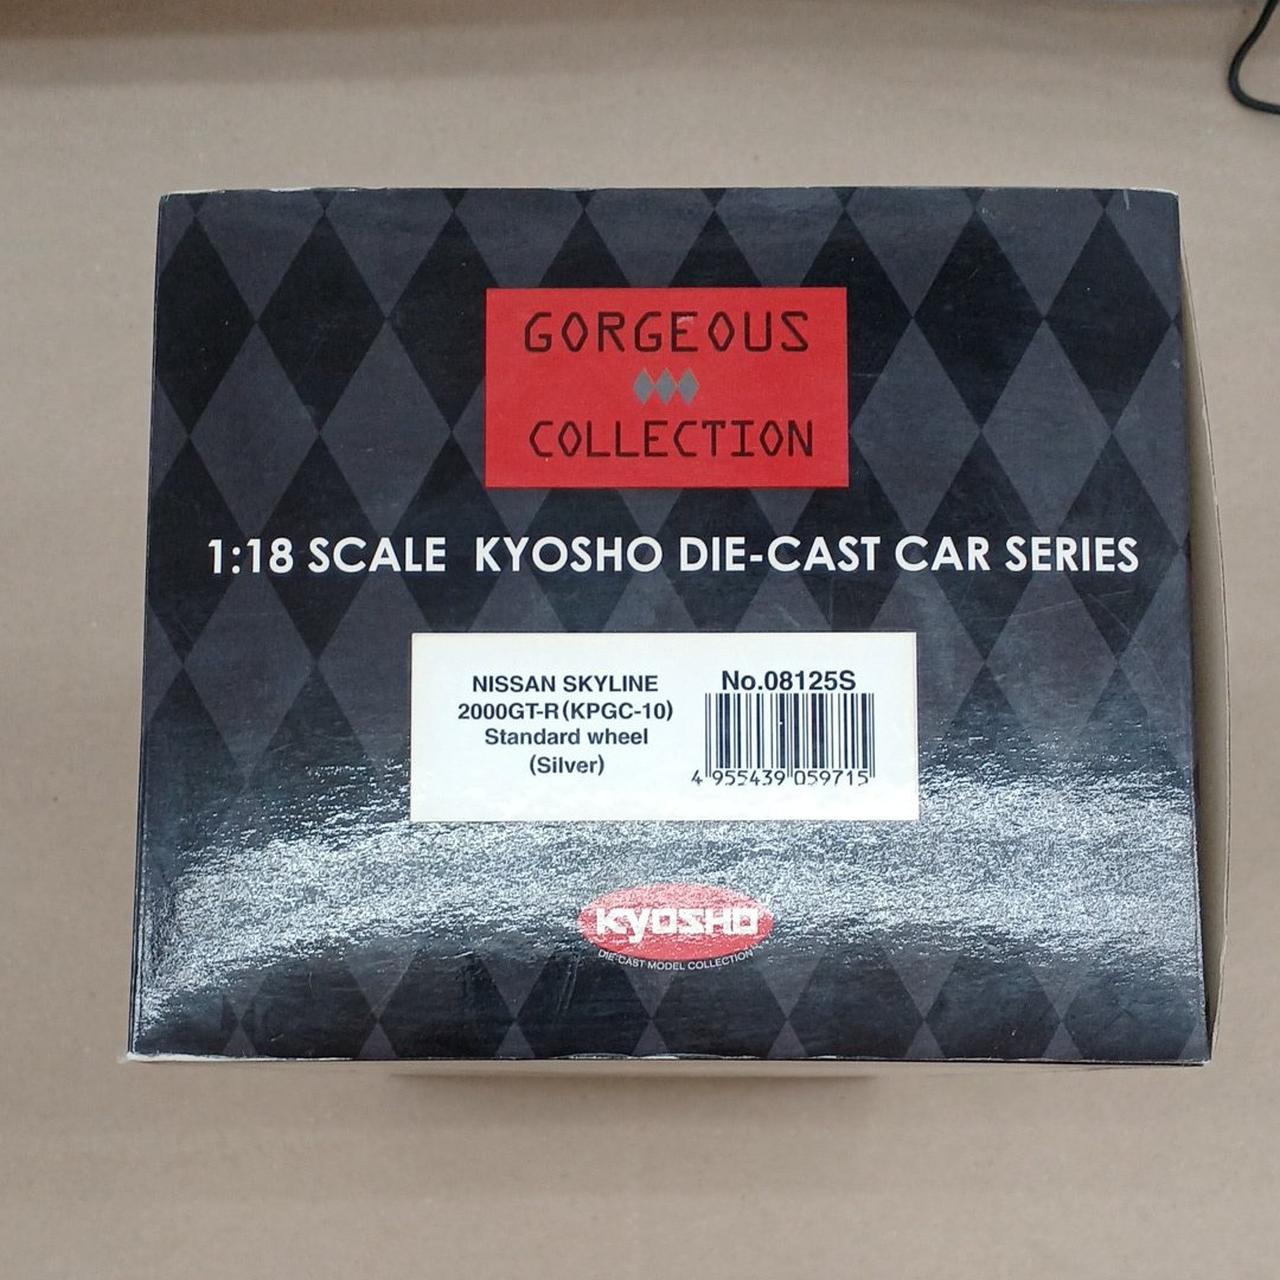 GORGEOUS
COLLECTION
1:18 SCALE KYOSHO DIE-CAST CAR SERIES
NISSAN SKYLINE
2000GT-R(KPGC-10)
Standard wheel
(Silver)
No.08125S
4 955439 059715
KYOSHO
DIE-CAST MODEL COLLECTION